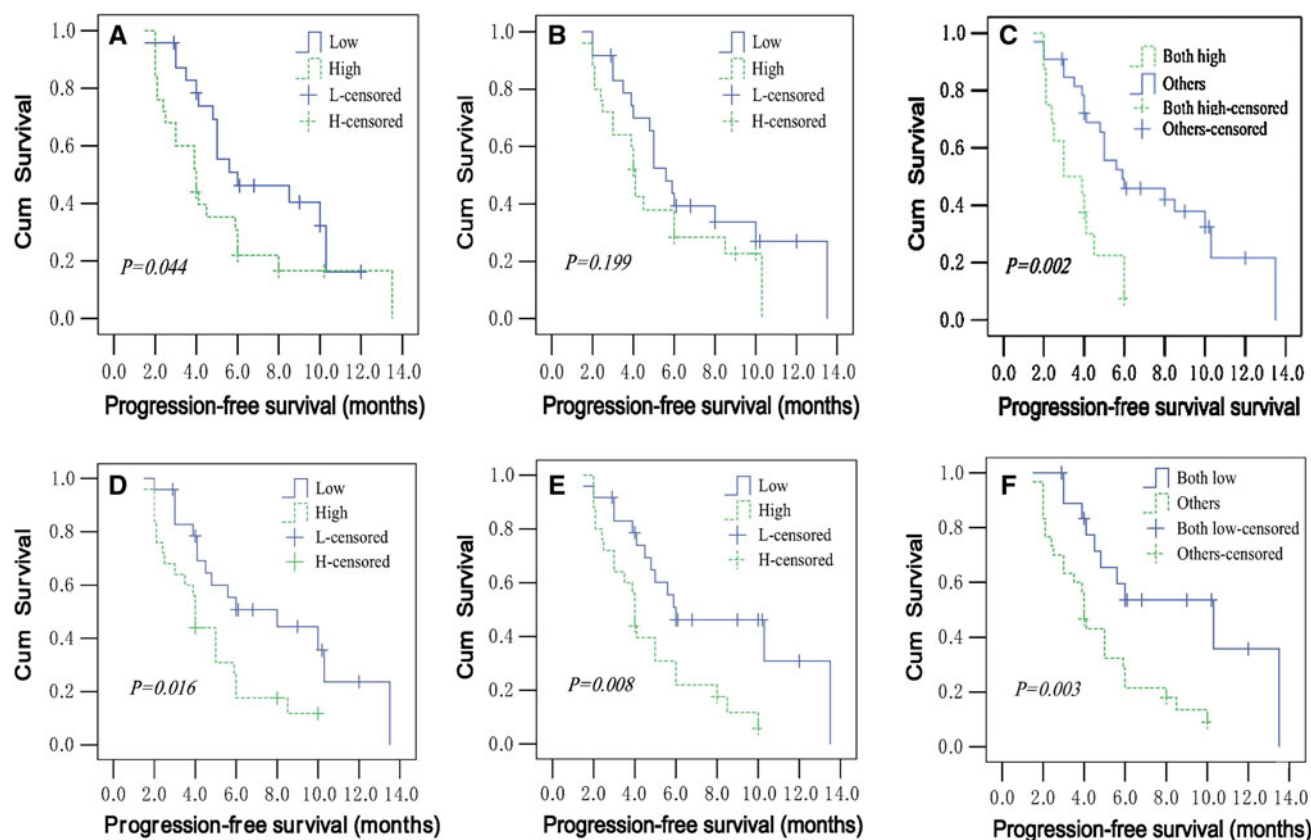 A
Low
High
L-censored
H-censored
P=0.044
Cum Survival
1.0
0.8
0.6
0.4
0.2
0.0
0.0 2.0 4.0 6.0 8.0 10.0 12.0 14.0
Progression-free survival (months)
B
Low
High
L-censored
H-censored
P=0.199
Cum Survival
1.0
0.8
0.6
0.4
0.2
0.0
0.0 2.0 4.0 6.0 8.0 10.0 12.0 14.0
Progression-free survival (months)
C
Both high
Others
Both high-censored
Others-censored
P=0.002
Cum Survival
1.0
0.8
0.6
0.4
0.2
0.0
0.0 2.0 4.0 6.0 8.0 10.0 12.0 14.0
Progression-free survival survival
D
Low
High
L-censored
H-censored
P=0.016
Cum Survival
1.0
0.8
0.6
0.4
0.2
0.0
0.0 2.0 4.0 6.0 8.0 10.0 12.0 14.0
Progression-free survival (months)
E
Low
High
L-censored
H-censored
P=0.008
Cum Survival
1.0
0.8
0.6
0.4
0.2
0.0
0.0 2.0 4.0 6.0 8.0 10.0 12.0 14.0
Progression-free survival (months)
F
Both low
Others
Both low-censored
Others-censored
P=0.003
Cum Survival
1.0
0.8
0.6
0.4
0.2
0.0
0.0 2.0 4.0 6.0 8.0 10.0 12.0 14.0
Progression-free survival (months)